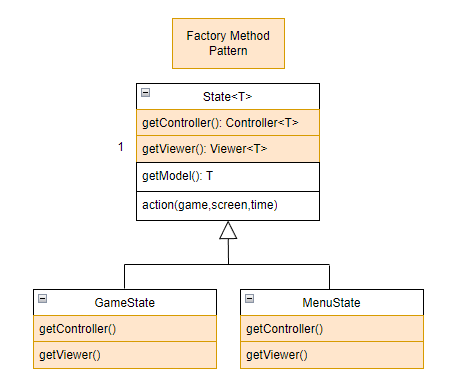 Factory Method
Pattern
State<T>
getController(): Controller<T>
1
getViewer(): Viewer<T>
getModel(): T
action(game,screen,time)
GameState
getController()
getViewer()
MenuState
getController()
getViewer()